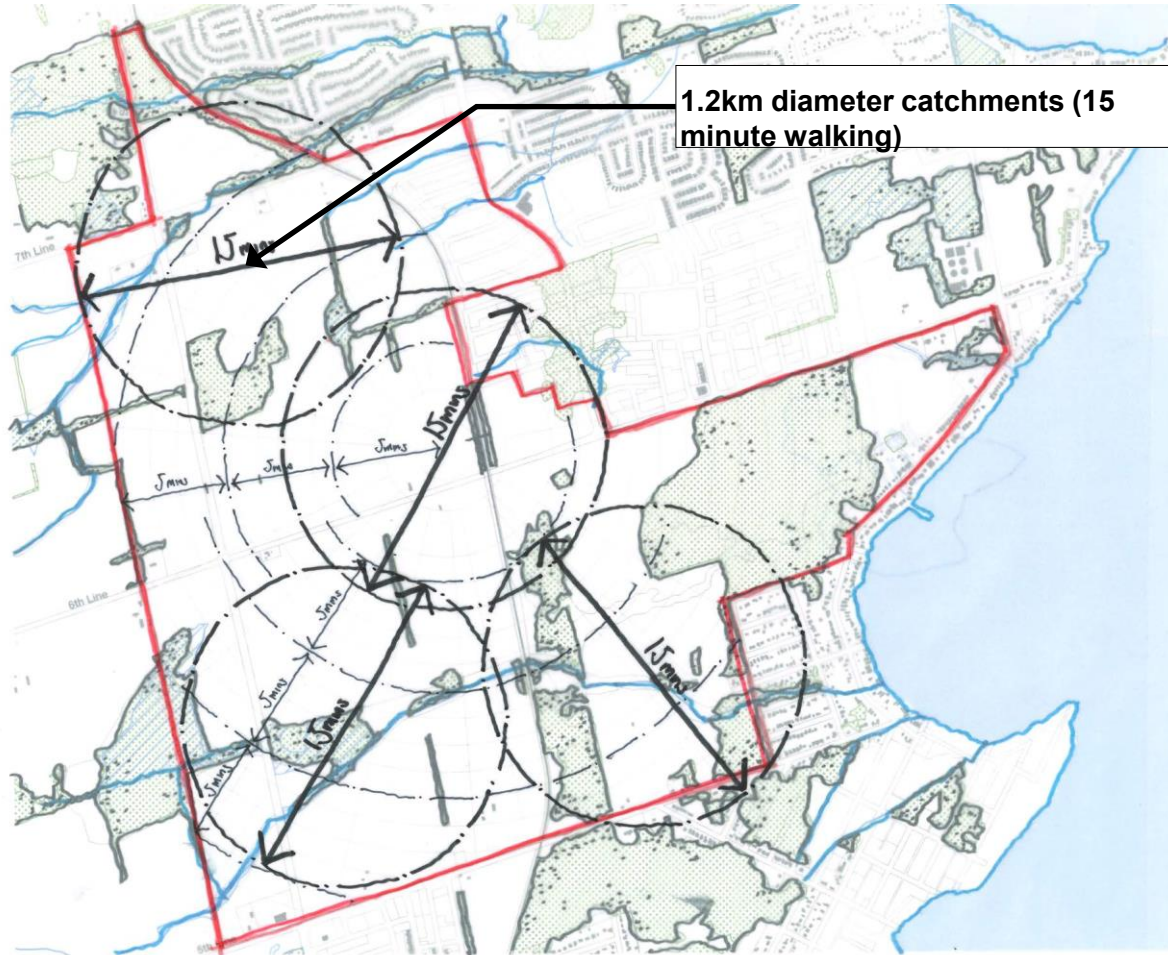 1.2km diameter catchments (15
minute walking)
15mins
7th Line
15mins
5mins
5mins
5mins
6th Line
5mins
15mins
5mins
15mins
5mins